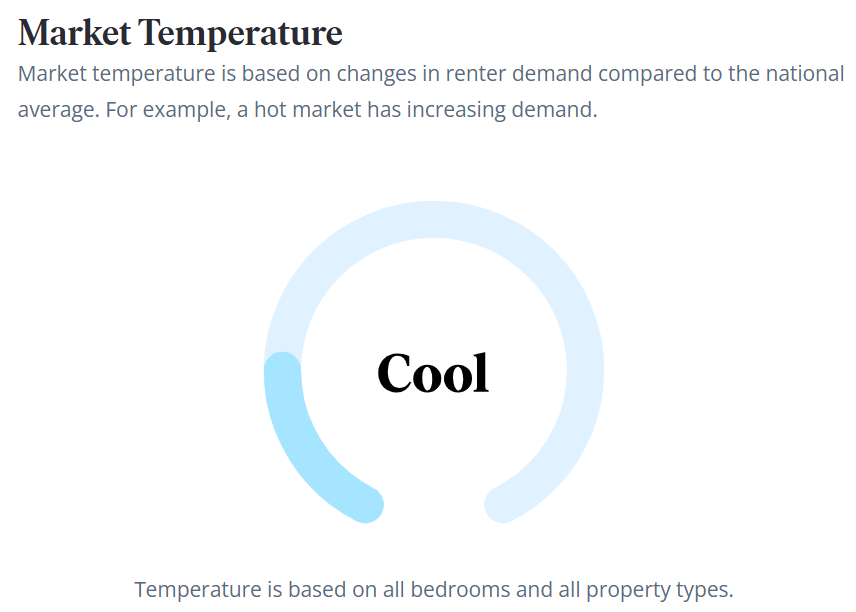 Market Temperature
Market temperature is based on changes in renter demand compared to the national
average. For example, a hot market has increasing demand.
Cool
Temperature is based on all bedrooms and all property types.